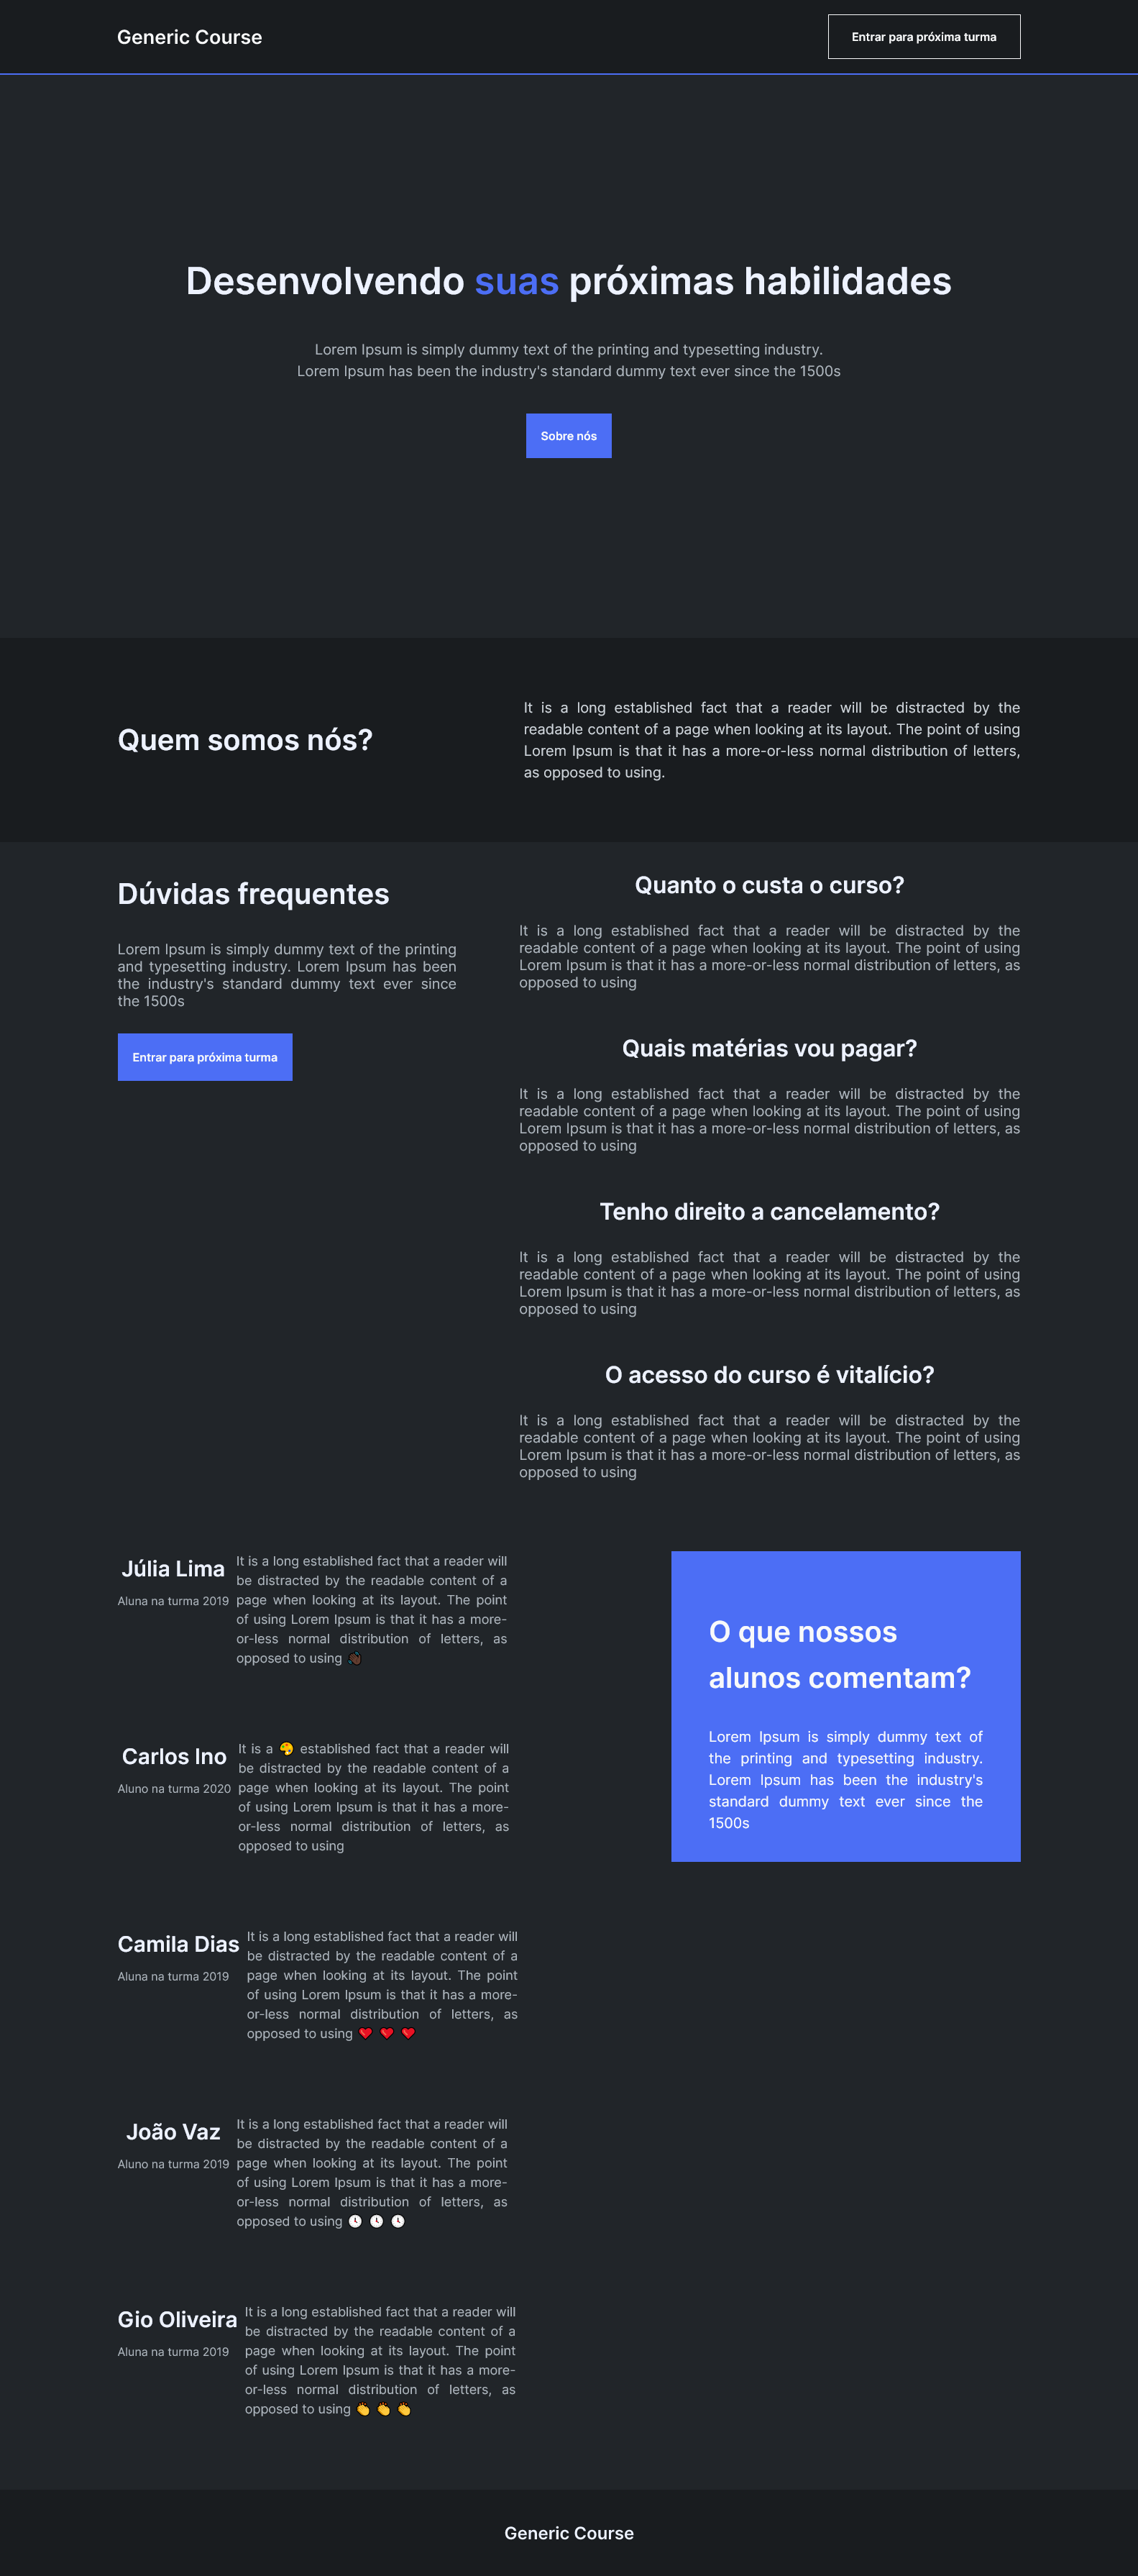 Generic Course
Entrar para próxima turma
Desenvolvendo suas próximas habilidades
Lorem Ipsum is simply dummy text of the printing and typesetting industry.
Lorem Ipsum has been the industry's standard dummy text ever since the 1500s
Sobre nós
Quem somos nós?
It is a long established fact that a reader will be distracted by the
readable content of a page when looking at its layout. The point of using
Lorem Ipsum is that it has a more-or-less normal distribution of letters,
as opposed to using.
Dúvidas frequentes
Lorem Ipsum is simply dummy text of the printing
and typesetting industry. Lorem Ipsum has been
the industry's standard dummy text ever since
the 1500s
Entrar para próxima turma
Quanto o custa o curso?
It is a long established fact that a reader will be distracted by the
readable content of a page when looking at its layout. The point of using
Lorem Ipsum is that it has a more-or-less normal distribution of letters, as
opposed to using
Quais matérias vou pagar?
It is a long established fact that a reader will be distracted by the
readable content of a page when looking at its layout. The point of using
Lorem Ipsum is that it has a more-or-less normal distribution of letters, as
opposed to using
Tenho direito a cancelamento?
It is a long established fact that a reader will be distracted by the
readable content of a page when looking at its layout. The point of using
Lorem Ipsum is that it has a more-or-less normal distribution of letters, as
opposed to using
O acesso do curso é vitalício?
It is a long established fact that a reader will be distracted by the
readable content of a page when looking at its layout. The point of using
Lorem Ipsum is that it has a more-or-less normal distribution of letters, as
opposed to using
Júlia Lima
Aluna na turma 2019
It is a long established fact that a reader will
be distracted by the readable content of a
page when looking at its layout. The point
of using Lorem Ipsum is that it has a more-
or-less normal distribution of letters, as
opposed to using 👋🏿
Carlos Ino
Aluno na turma 2020
It is a 🎨 established fact that a reader will
be distracted by the readable content of a
page when looking at its layout. The point
of using Lorem Ipsum is that it has a more-
or-less normal distribution of letters, as
opposed to using
Camila Dias
Aluna na turma 2019
It is a long established fact that a reader will
be distracted by the readable content of a
page when looking at its layout. The point
of using Lorem Ipsum is that it has a more-
or-less normal distribution of letters, as
opposed to using ❤️ ❤️ ❤️
João Vaz
Aluno na turma 2019
It is a long established fact that a reader will
be distracted by the readable content of a
page when looking at its layout. The point
of using Lorem Ipsum is that it has a more-
or-less normal distribution of letters, as
opposed to using 🕓 🕓 🕓
Gio Oliveira
Aluna na turma 2019
It is a long established fact that a reader will
be distracted by the readable content of a
page when looking at its layout. The point
of using Lorem Ipsum is that it has a more-
or-less normal distribution of letters, as
opposed to using 👏 👏 👏
O que nossos
alunos comentam?
Lorem Ipsum is simply dummy text of
the printing and typesetting industry.
Lorem Ipsum has been the industry's
standard dummy text ever since the
1500s
Generic Course